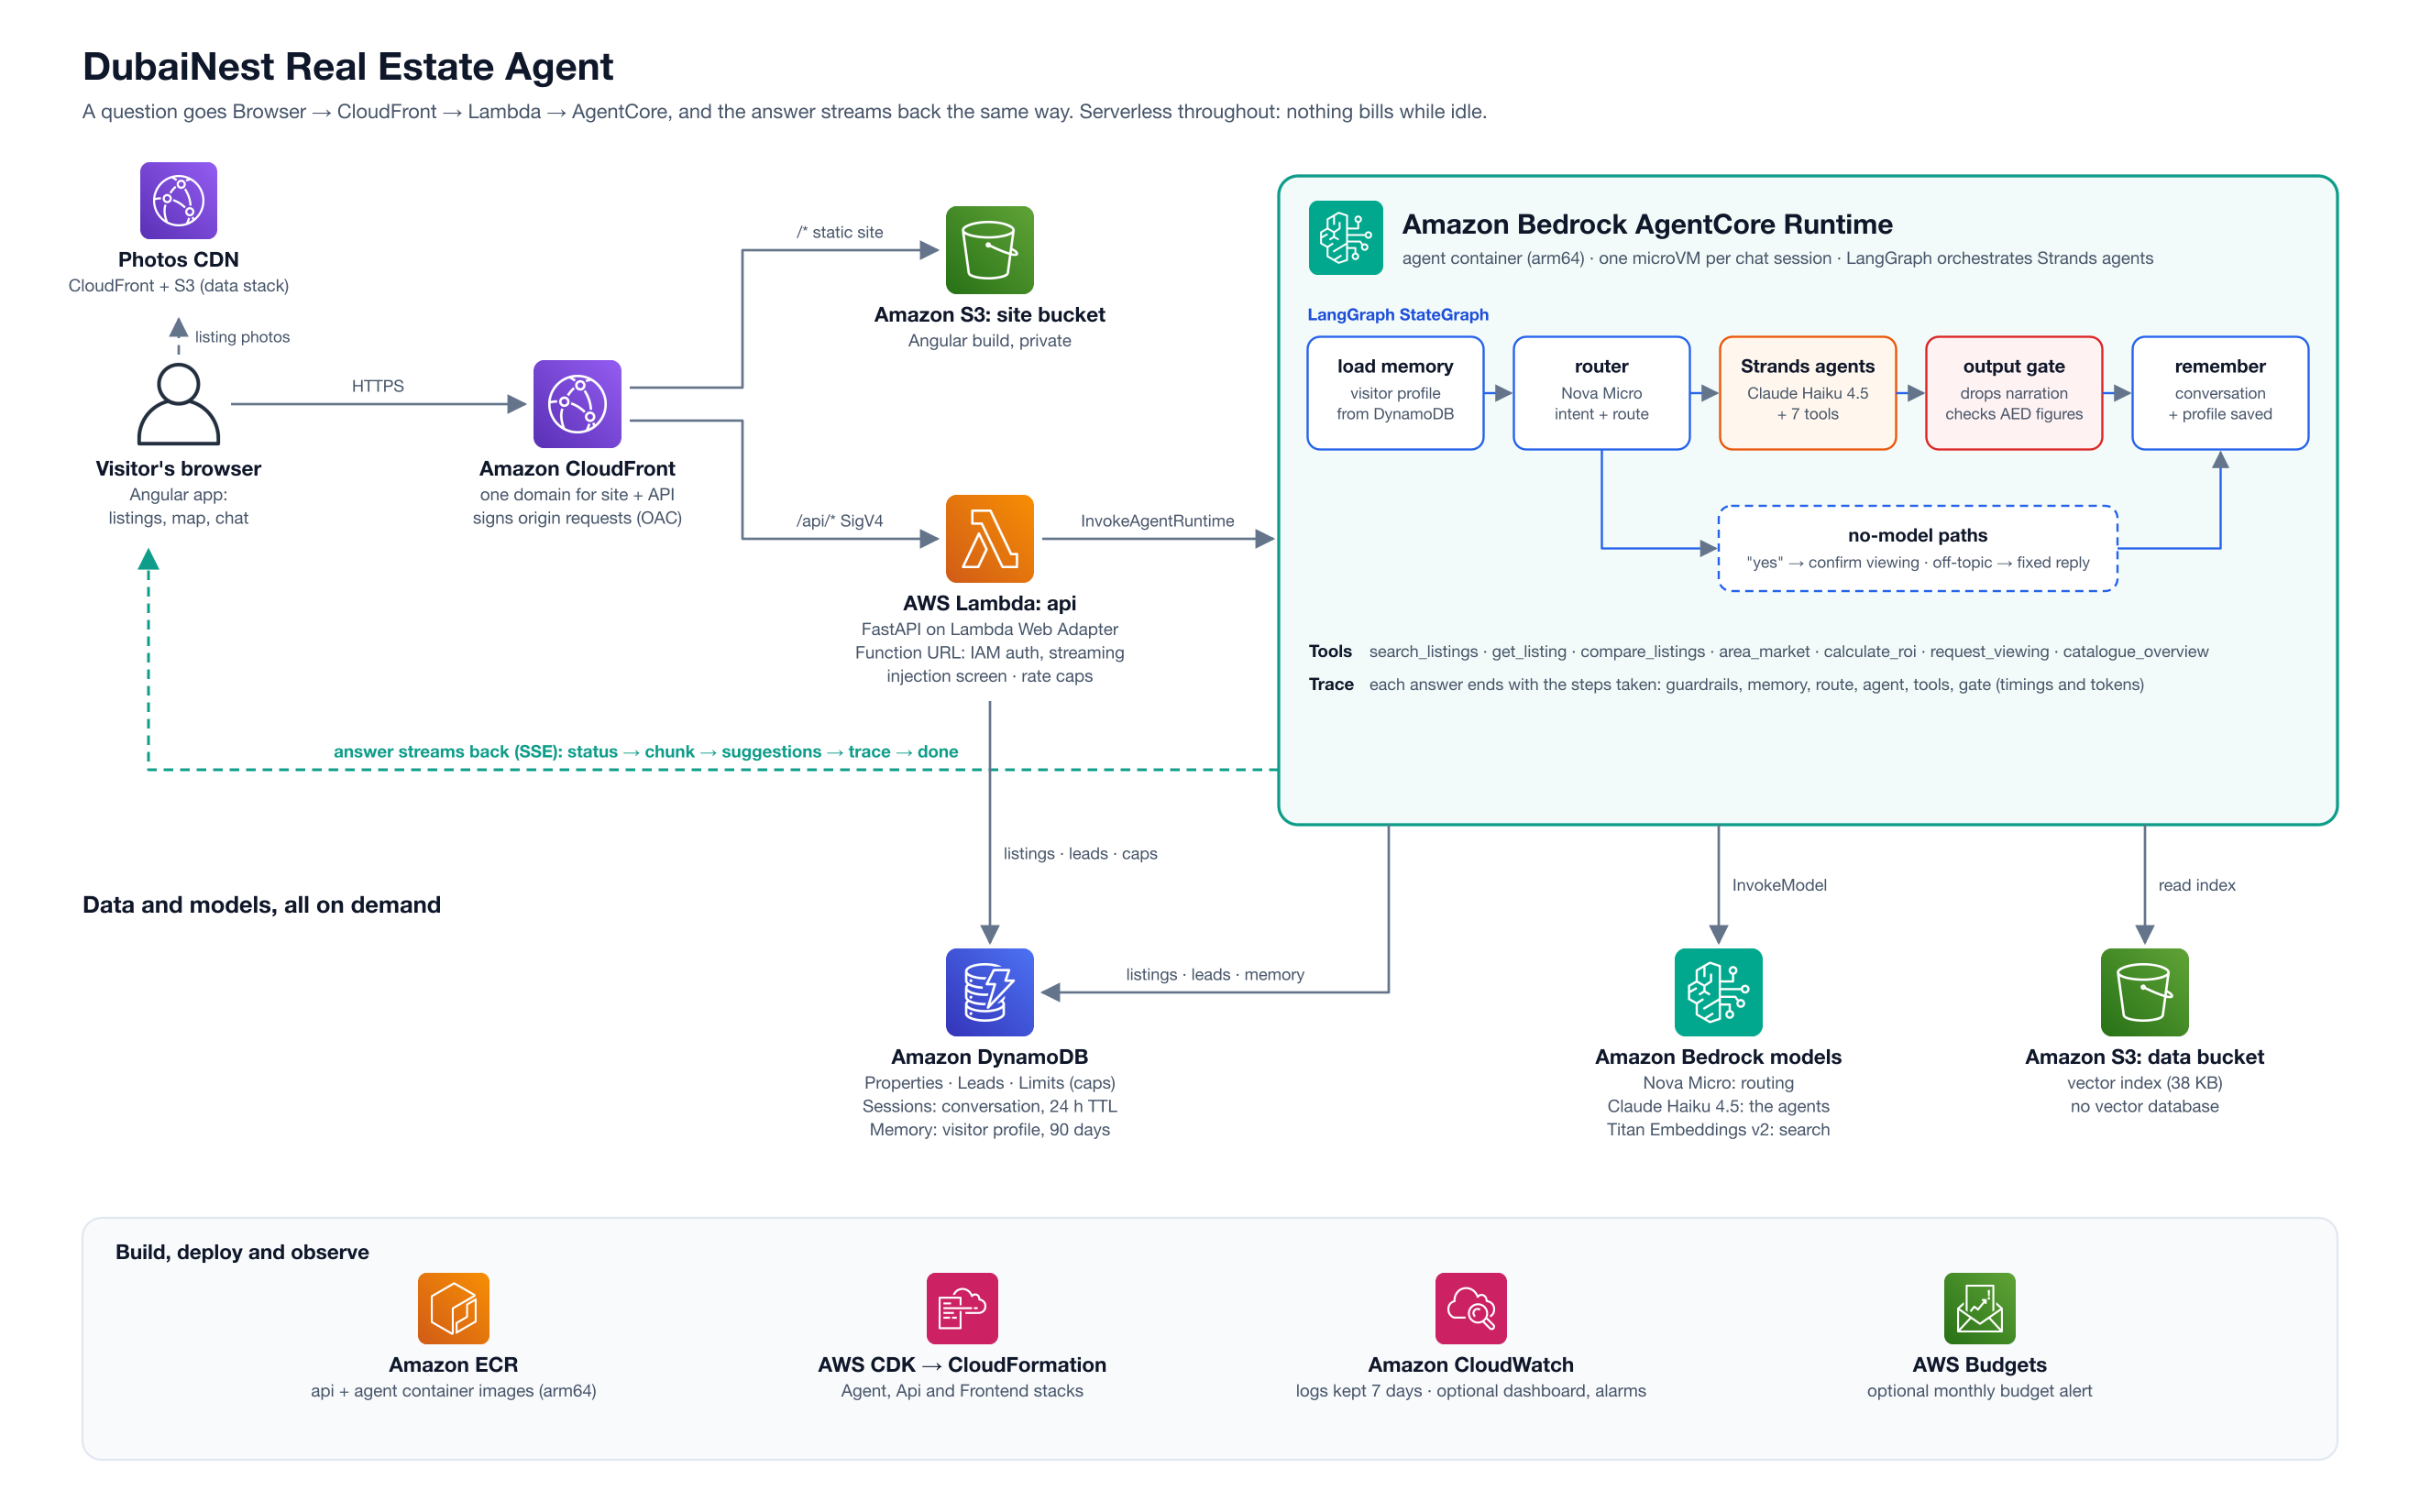 DubaiNest Real Estate Agent
A question goes Browser → CloudFront → Lambda → AgentCore, and the answer streams back the same way. Serverless throughout: nothing bills while idle.
Photos CDN
CloudFront + S3 (data stack)
listing photos
Visitor's browser
Angular app:
listings, map, chat
HTTPS
Amazon CloudFront
one domain for site + API
signs origin requests (OAC)
/* static site
Amazon S3: site bucket
Angular build, private
/api/* SigV4
AWS Lambda: api
FastAPI on Lambda Web Adapter
Function URL: IAM auth, streaming
injection screen · rate caps
InvokeAgentRuntime
Amazon Bedrock AgentCore Runtime
agent container (arm64) · one microVM per chat session · LangGraph orchestrates Strands agents
LangGraph StateGraph
load memory
visitor profile
from DynamoDB
router
Nova Micro
intent + route
Strands agents
Claude Haiku 4.5
+ 7 tools
output gate
drops narration
checks AED figures
remember
conversation
+ profile saved
no-model paths
"yes" → confirm viewing · off-topic → fixed reply
Tools search_listings · get_listing · compare_listings · area_market · calculate_roi · request_viewing · catalogue_overview
Trace each answer ends with the steps taken: guardrails, memory, route, agent, tools, gate (timings and tokens)
answer streams back (SSE): status → chunk → suggestions → trace → done
listings · leads · caps
InvokeModel
read index
Data and models, all on demand
listings · leads · memory
Amazon DynamoDB
Properties · Leads · Limits (caps)
Sessions: conversation, 24 h TTL
Memory: visitor profile, 90 days
Amazon Bedrock models
Nova Micro: routing
Claude Haiku 4.5: the agents
Titan Embeddings v2: search
Amazon S3: data bucket
vector index (38 KB)
no vector database
Build, deploy and observe
Amazon ECR
api + agent container images (arm64)
AWS CDK → CloudFormation
Agent, Api and Frontend stacks
Amazon CloudWatch
logs kept 7 days · optional dashboard, alarms
AWS Budgets
optional monthly budget alert